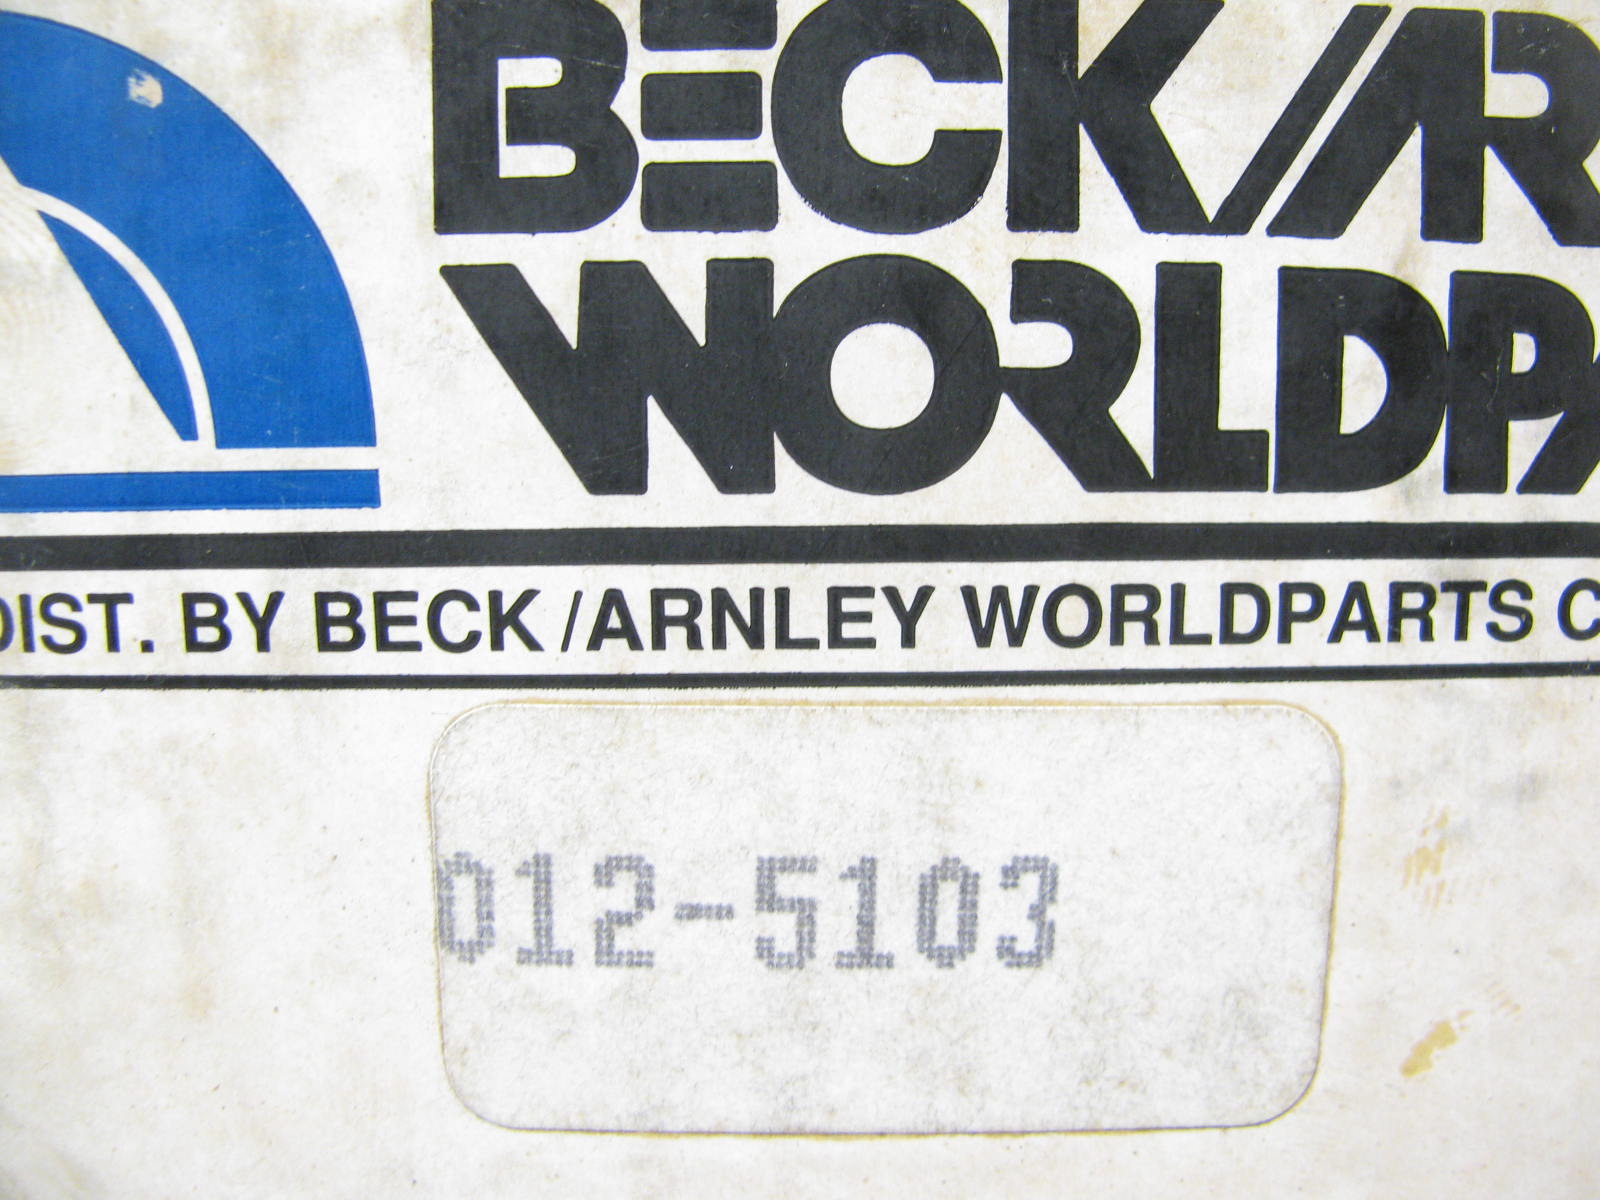 BECK/AR
WORLDPA
DIST. BY BECK/ARNLEY WORLDPARTS C
012-5103